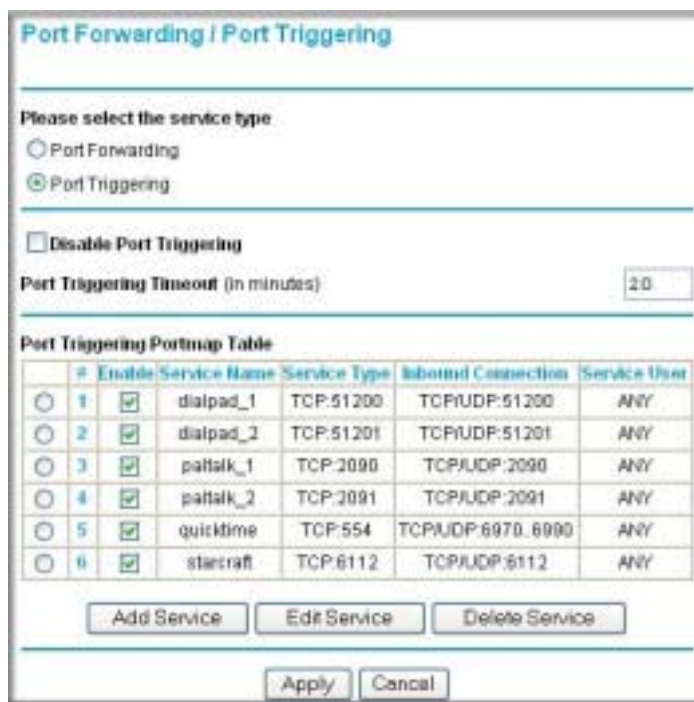 Port Forwarding / Port Triggering
Please select the service type
Port Forwarding
Port Triggering
Disable Port Triggering
Port Triggering Timeout (in minutes) 20
Port Triggering Portmap Table
# Enable Service Name Service Type Inbound Connection Service User
1 dialpad_1 TCP:51200 TCP/UDP:51200 ANY
2 dialpad_2 TCP:51201 TCP/UDP:51201 ANY
3 paltalk_1 TCP:2090 TCP/UDP:2090 ANY
4 paltalk_2 TCP:2091 TCP/UDP:2091 ANY
5 quicktime TCP:554 TCP/UDP:6970..6990 ANY
6 starcraft TCP:6112 TCP/UDP:6112 ANY
Add Service Edit Service Delete Service
Apply Cancel